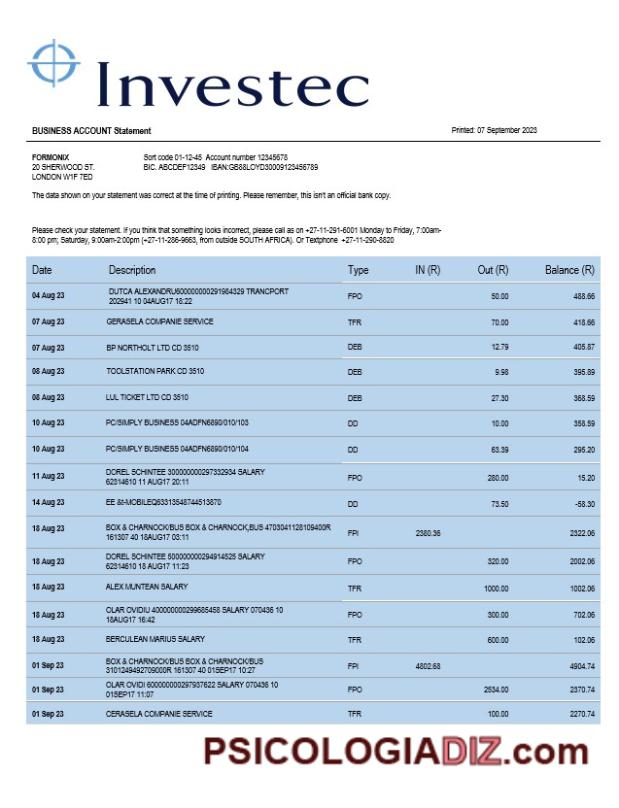 Investec
BUSINESS ACCOUNT Statement Printed: 07 September 2023
FORMONIX Sort code 01-12-45 Account number 12345678
20 SHERWOOD ST. BIC. ABCDEF12349 IBAN:GB88LOYD30009123456789
LONDON W1F 7ED
The data shown on your statement was correct at the time of printing. Please remember, this isn't an official bank copy.
Please check your statement. If you think that something looks incorrect, please call as on +27-11-291-6001 Monday to Friday, 7:00am-
8:00 pm; Saturday, 9:00am-2:00pm (+27-11-286-9663, from outside SOUTH AFRICA). Or Textphone +27-11-290-8820
Date Description Type IN (R) Out (R) Balance (R)
04 Aug 23 DUTCA ALEXANDRU600000000291984329 TRANCPORT FPO 50.00 488.66
202941 10 04AUG17 18:22
07 Aug 23 GERASELA COMPANIE SERVICE TFR 70.00 418.66
07 Aug 23 BP NORTHOLT LTD CD 3510 DEB 12.79 405.87
08 Aug 23 TOOLSTATION PARK CD 3510 DEB 9.98 395.89
08 Aug 23 LUL TICKET LTD CD 3510 DEB 27.30 368.59
10 Aug 23 PC/SIMPLY BUSINESS 04ADFN6890/010/103 DD 10.00 358.59
10 Aug 23 PC/SIMPLY BUSINESS 04ADFN6890/010/104 DD 63.39 295.20
11 Aug 23 DOREL SCHINTEE 300000000297332934 SALARY FPO 280.00 15.20
62314610 11 AUG17 20:11
14 Aug 23 EE &t-MOBILEQ63313548744513870 DD 73.50 -58.30
18 Aug 23 BOX & CHARNOCK/BUS BOX & CHARNOCK,BUS 4703041128109400R FPI 2380.36 2322.06
161307 40 18AUG17 03:11
18 Aug 23 DOREL SCHINTEE 500000000294914525 SALARY FPO 320.00 2002.06
62314610 18 AUG17 11:23
18 Aug 23 ALEX MUNTEAN SALARY TFR 1000.00 1002.06
18 Aug 23 OLAR OVIDIU 400000000299685458 SALARY 070436 10 FPO 300.00 702.06
18AUG17 16:42
18 Aug 23 BERCULEAN MARIUS SALARY TFR 600.00 102.06
01 Sep 23 BOX & CHARNOCK/BUS BOX & CHARNOCK/BUS FPI 4802.68 4904.74
3101249492709000R 161307 40 01SEP17 10:27
01 Sep 23 OLAR OVIDI 600000000297937622 SALARY 070436 10 FPO 2534.00 2370.74
01SEP17 11:07
01 Sep 23 CERASELA COMPANIE SERVICE TFR 100.00 2270.74
PSICOLOGIADIZ.com